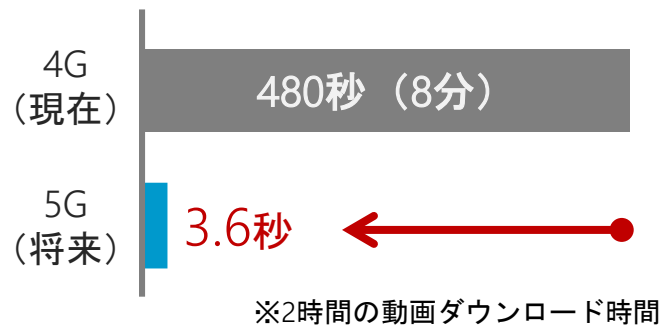 4G
（現在）
480秒（8分）
5G
（将来）
3.6秒
※2時間の動画ダウンロード時間